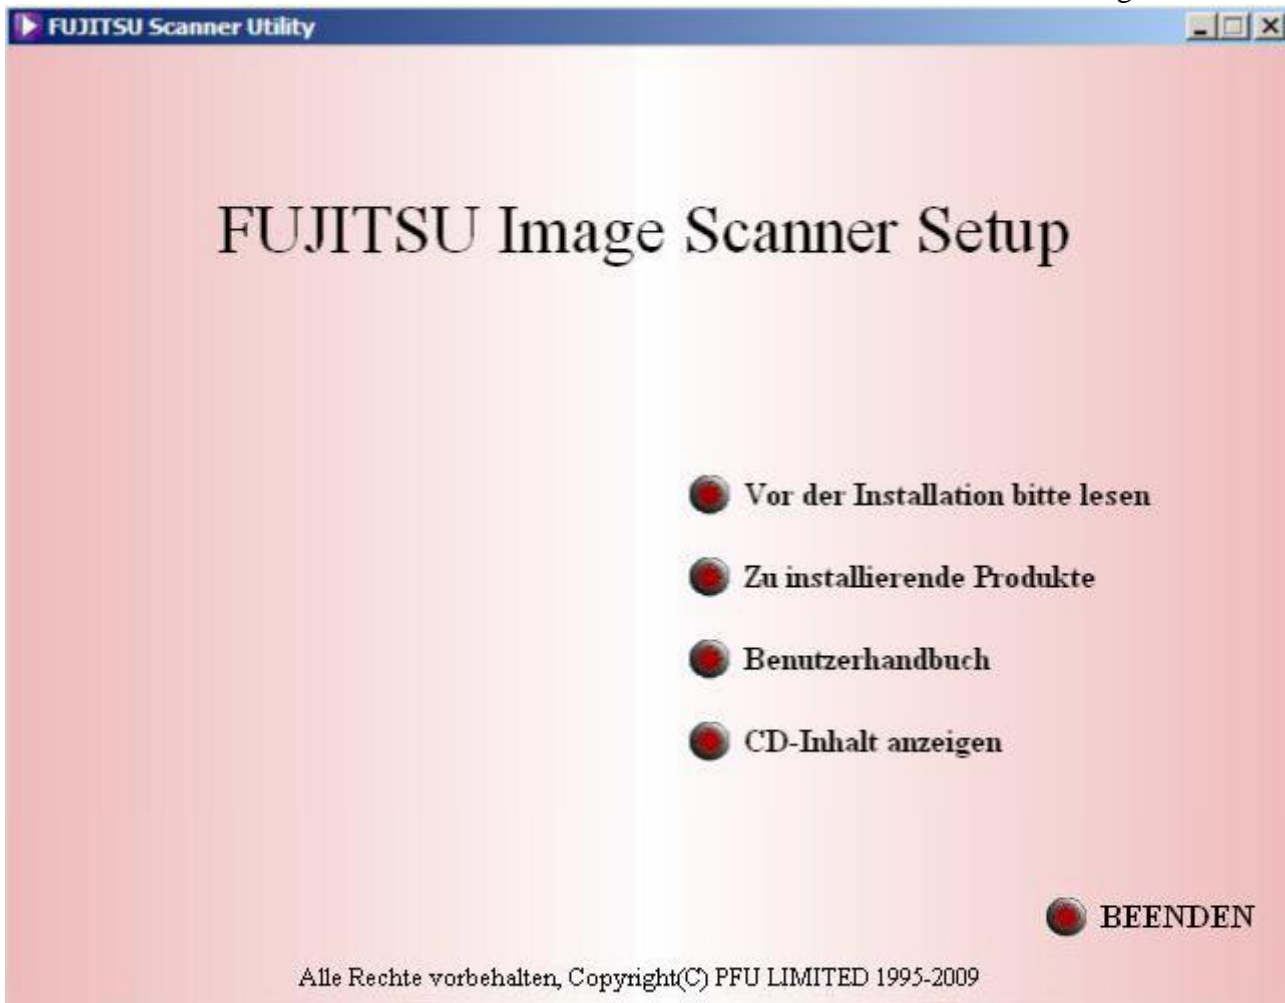 FUJITSU Scanner Utility
FUJITSU Image Scanner Setup
Vor der Installation bitte lesen
Zu installierende Produkte
Benutzerhandbuch
CD-Inhalt anzeigen
BEENDEN
Alle Rechte vorbehalten, Copyright(C) PFU LIMITED 1995-2009